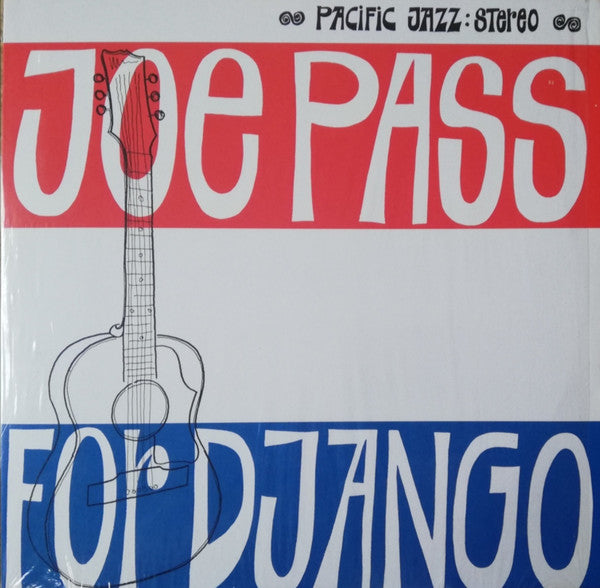 PACIFIC JAZZ: STEREO
JOE PASS
FOR DJANGO